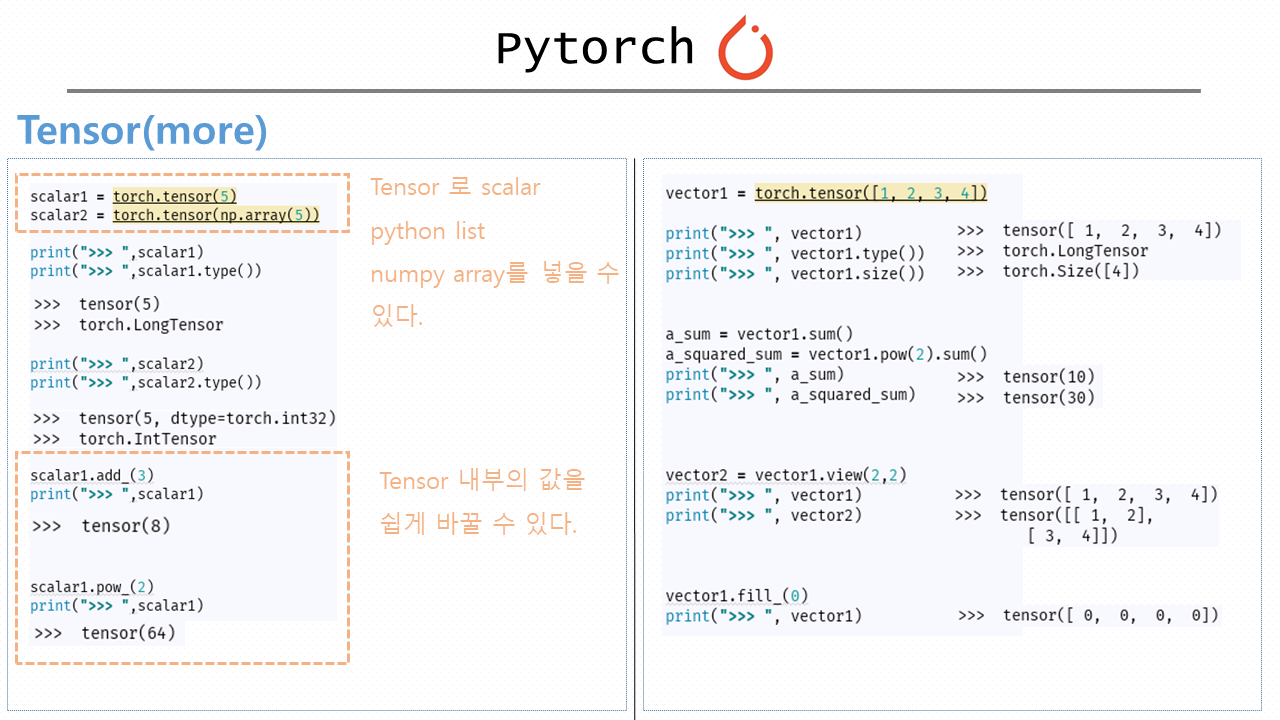 Pytorch
Tensor(more)
scalar1 = torch.tensor(5)
scalar2 = torch.tensor(np.array(5))
print(">>> ",scalar1)
print(">>> ",scalar1.type())
>>>  tensor(5)
>>>  torch.LongTensor
print(">>> ",scalar2)
print(">>> ",scalar2.type())
>>>  tensor(5, dtype=torch.int32)
>>>  torch.IntTensor
scalar1.add_(3)
print(">>> ",scalar1)
>>>  tensor(8)
scalar1.pow_(2)
print(">>> ",scalar1)
>>>  tensor(64)
Tensor 로 scalar
python list
numpy array를 넣을 수
있다.
Tensor 내부의 값을
쉽게 바꿀 수 있다.
vector1 = torch.tensor([1, 2, 3, 4])
print(">>> ", vector1)
print(">>> ", vector1.type())
print(">>> ", vector1.size())
>>>  tensor([ 1,  2,  3,  4])
>>>  torch.LongTensor
>>>  torch.Size([4])
a_sum = vector1.sum()
a_squared_sum = vector1.pow(2).sum()
print(">>> ", a_sum)
print(">>> ", a_squared_sum)
>>>  tensor(10)
>>>  tensor(30)
vector2 = vector1.view(2,2)
print(">>> ", vector1)
print(">>> ", vector2)
>>>  tensor([ 1,  2,  3,  4])
>>>  tensor([[ 1,  2],
[ 3,  4]])
vector1.fill_(0)
print(">>> ", vector1)
>>>  tensor([ 0,  0,  0,  0])